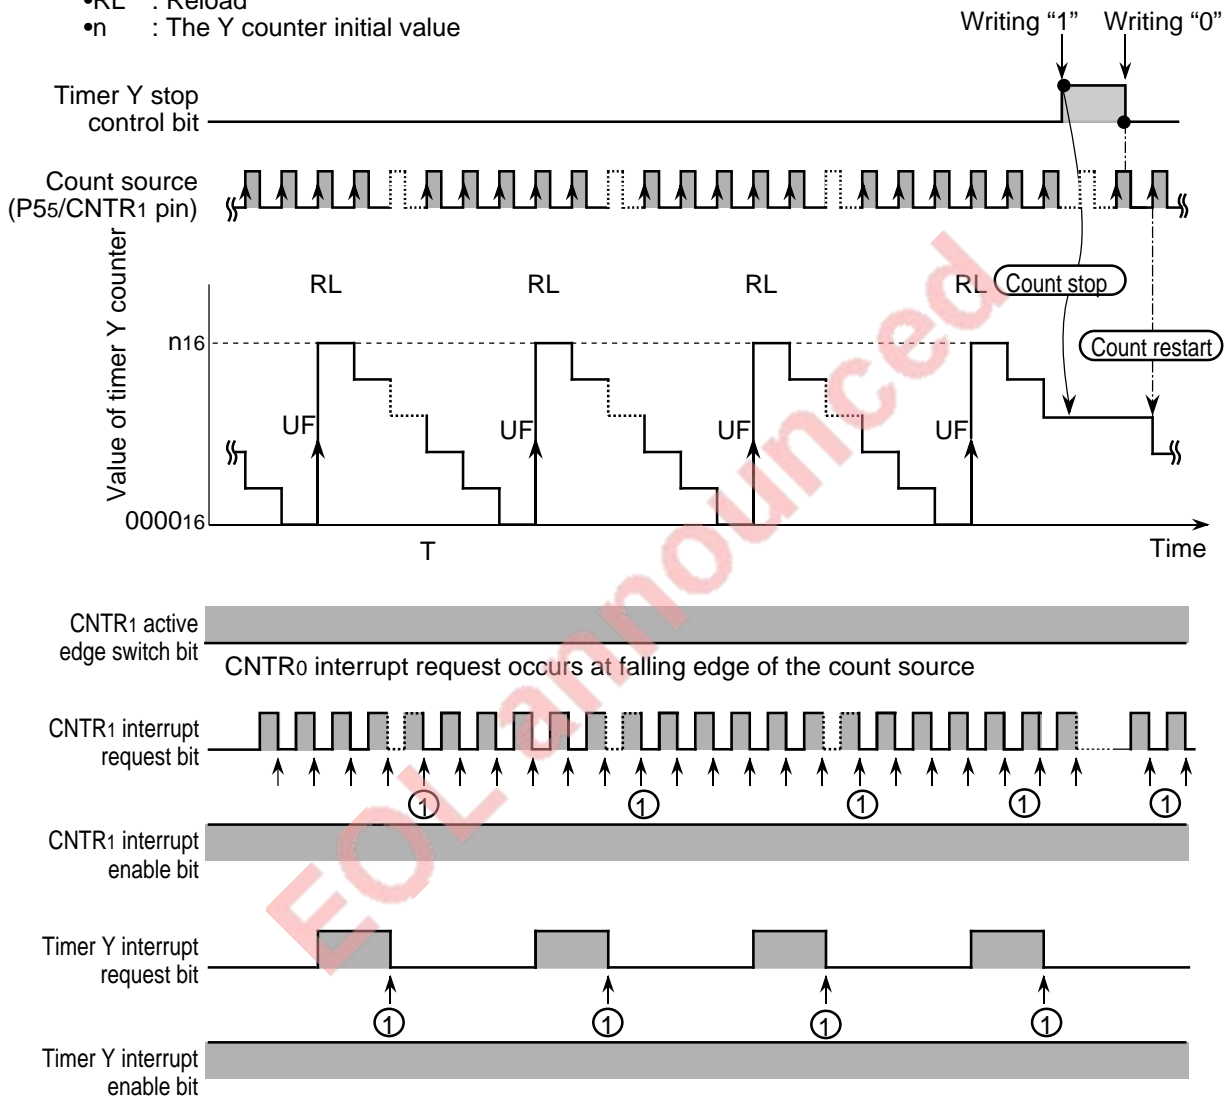 •RL : Reload
•n : The Y counter initial value
Writing “1” Writing “0”
Timer Y stop
control bit
Count source
(P55/CNTR1 pin)
Value of timer Y counter
RL RL RL RL
Count stop
n16
Count restart
UF UF UF UF
000016
T
Time
CNTR1 active
edge switch bit
CNTR0 interrupt request occurs at falling edge of the count source
CNTR1 interrupt
request bit
① ① ① ① ①
CNTR1 interrupt
enable bit
Timer Y interrupt
request bit
① ① ① ①
Timer Y interrupt
enable bit
EOL announced